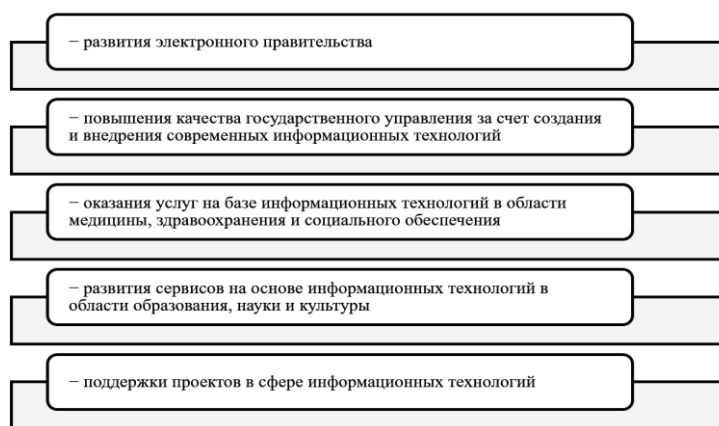 − развития электронного правительства
− повышения качества государственного управления за счет создания
и внедрения современных информационных технологий
− оказания услуг на базе информационных технологий в области
медицины, здравоохранения и социального обеспечения
− развития сервисов на основе информационных технологий в
области образования, науки и культуры
− поддержки проектов в сфере информационных технологий